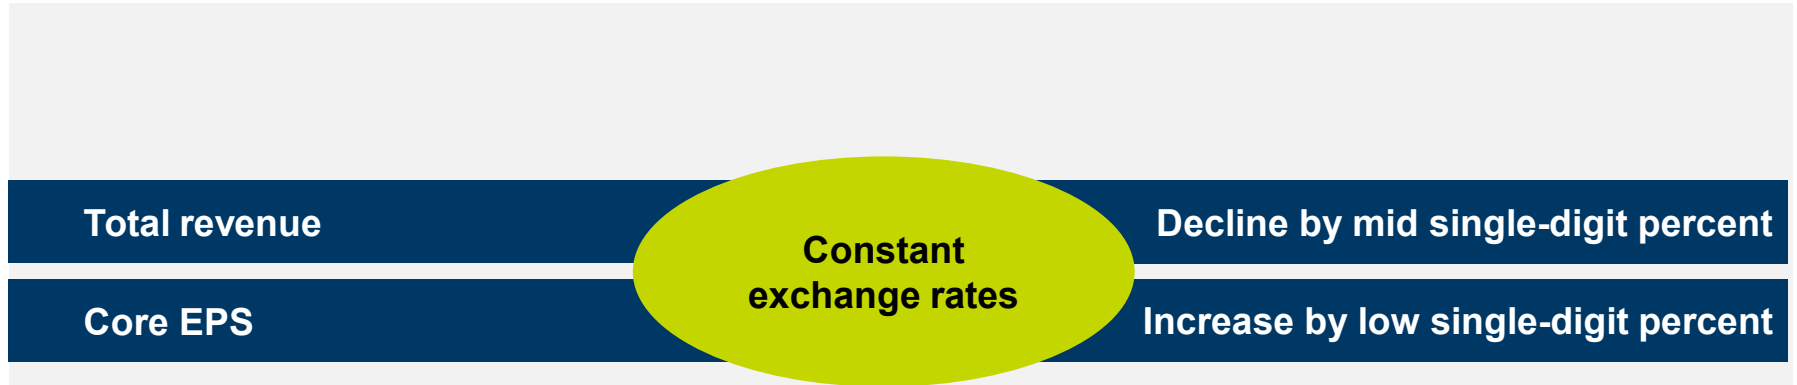 Total revenue
Constant
exchange rates
Decline by mid single-digit percent
Core EPS
Increase by low single-digit percent